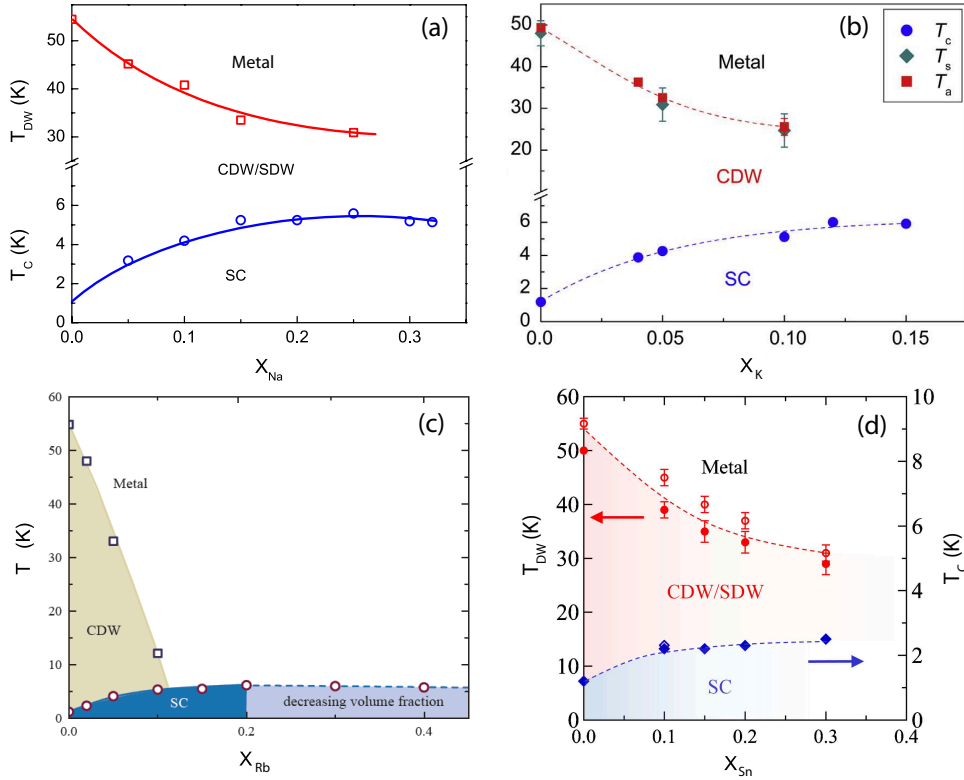 (a)
Metal
CDW/SDW
SC
T_DW (K)
T_C (K)
50
40
30
6
4
2
0
0.0 0.1 0.2 0.3
X_Na
(b)
T_c
T_s
T_a
Metal
CDW
SC
50
40
30
20
6
4
2
0
0.0 0.05 0.10 0.15
X_K
(c)
Metal
CDW
SC
decreasing volume fraction
T (K)
60
50
40
30
20
10
0
0.0 0.2 0.4
X_Rb
(d)
Metal
CDW/SDW
SC
T_DW (K)
60
50
40
30
20
10
0
T_C (K)
10
8
6
4
2
0
0.0 0.1 0.2 0.3
X_Sn